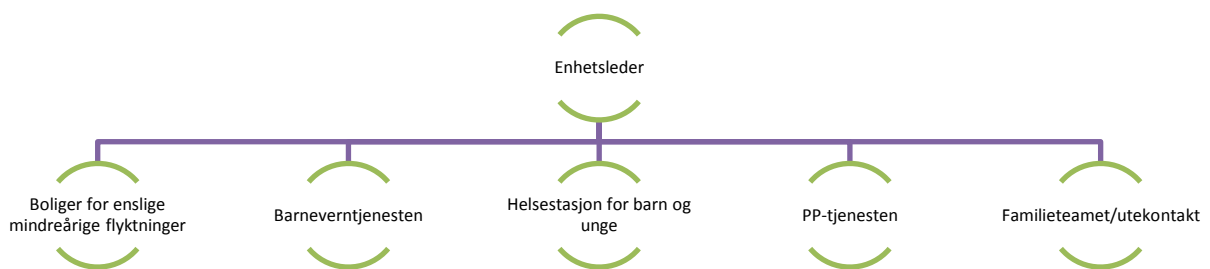 Enhetsleder
Boliger for enslige
mindreårige flyktninger
Barneverntjenesten
Helsestasjon for barn og
unge
PP-tjenesten
Familieteamet/utekontakt